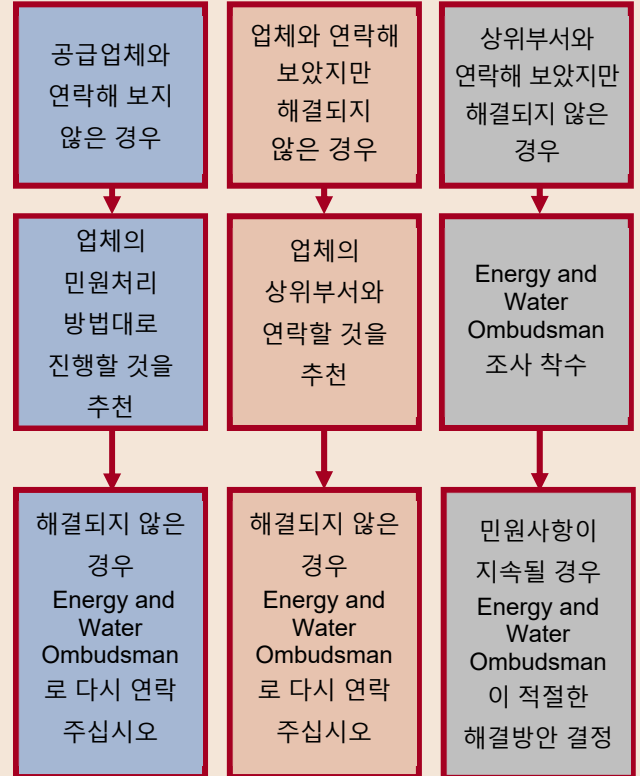 공급업체와
연락해 보지
않은 경우
업체와 연락해
보았지만
해결되지
않은 경우
상위부서와
연락해 보았지만
해결되지 않은
경우
업체의
민원처리
방법대로
진행할 것을
추천
업체의
상위부서와
연락할 것을
추천
Energy and
Water
Ombudsman
조사 착수
해결되지 않은
경우
Energy and
Water
Ombudsman
로 다시 연락
주십시오
해결되지 않은
경우
Energy and
Water
Ombudsman
로 다시 연락
주십시오
민원사항이
지속될 경우
Energy and
Water
Ombudsman
이 적절한
해결방안 결정